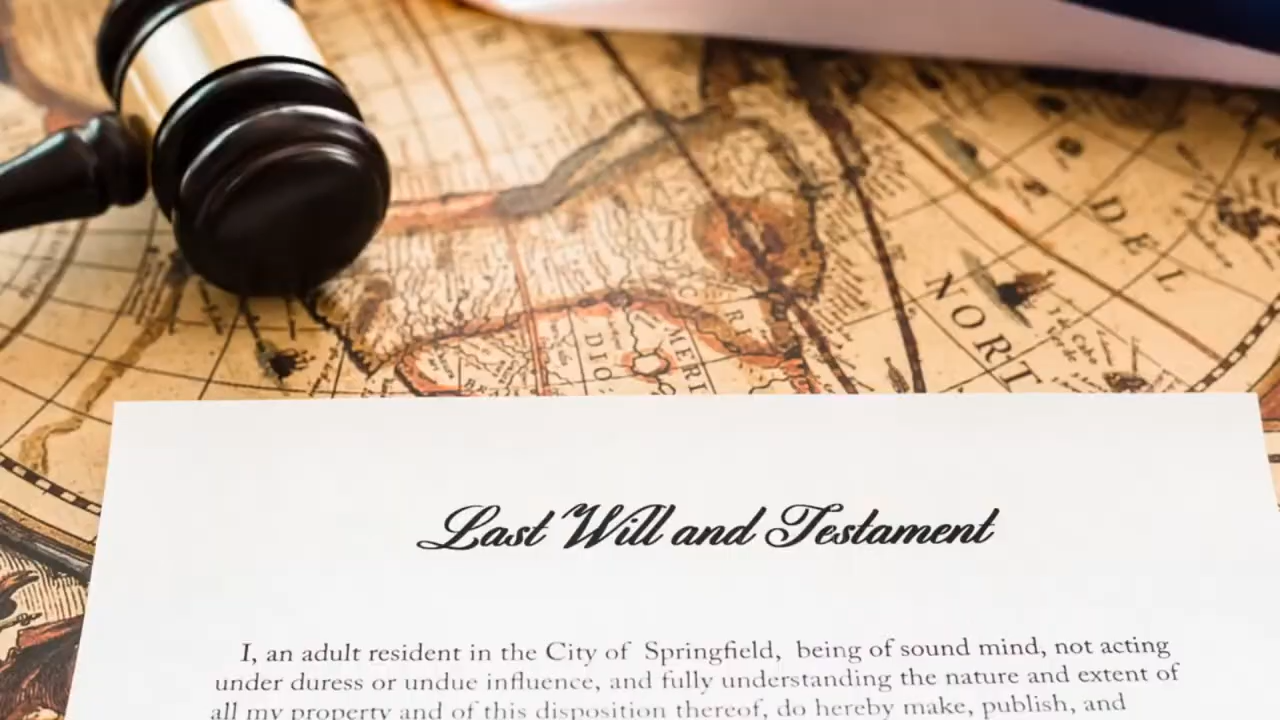 DEL
NORT
MERI
DIO
Last Will and Testament
I, an adult resident in the City of Springfield, being of sound mind, not acting
under duress or undue influence, and fully understanding the nature and extent of
all my property and of this disposition thereof, do hereby make, publish, and